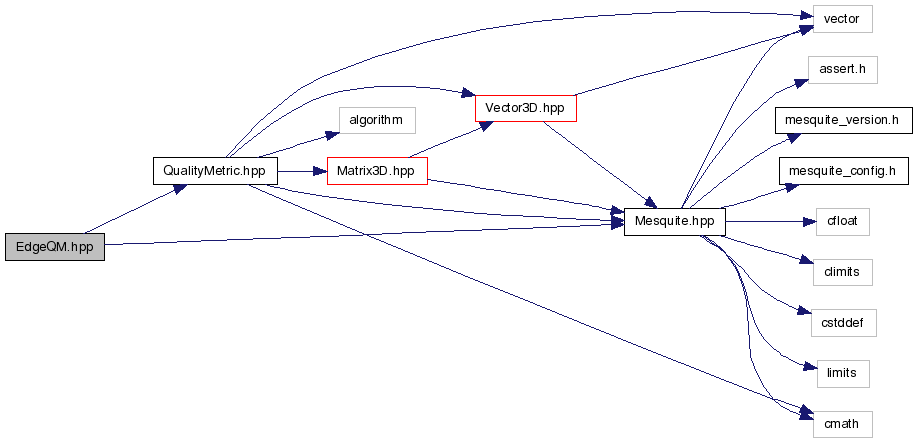 vector
assert.h
Vector3D.hpp
algorithm
mesquite_version.h
QualityMetric.hpp
Matrix3D.hpp
mesquite_config.h
Mesquite.hpp
cfloat
EdgeQM.hpp
climits
cstddef
limits
cmath